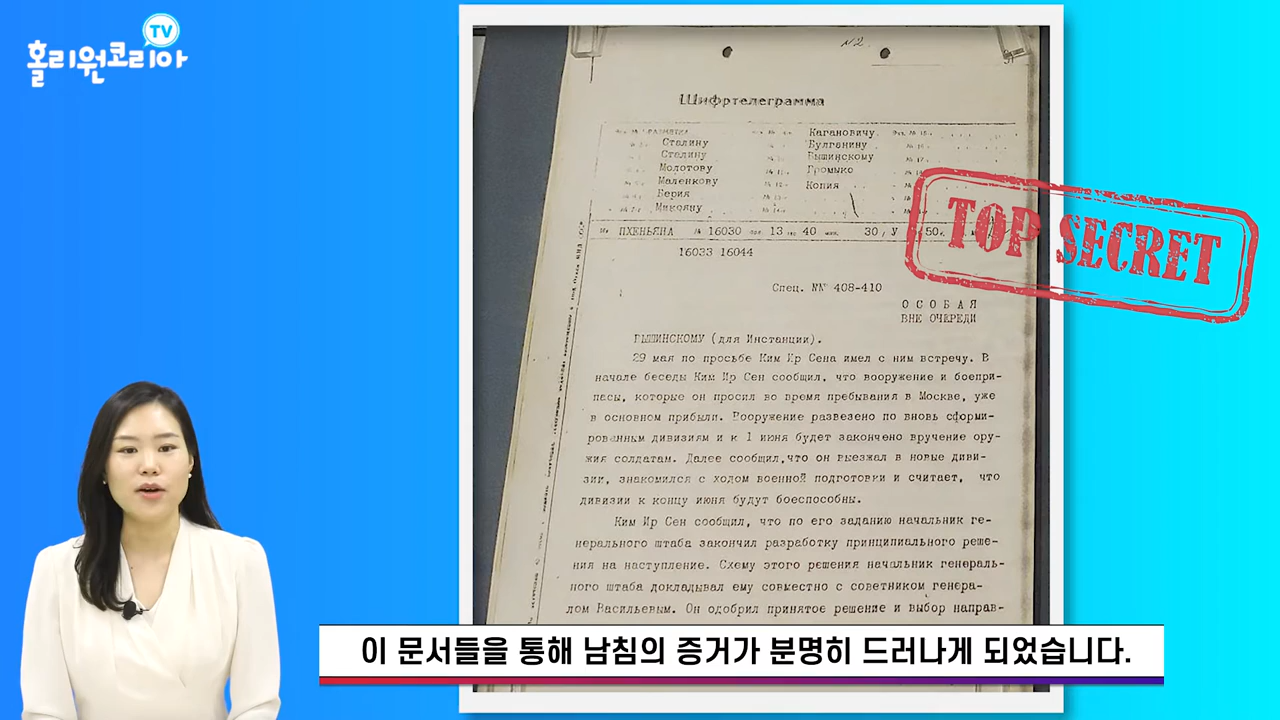 홀리원코리아
TV
№2
Шифртелеграмма
Сталину
Сталину
Молотову
Маленкову
Берия
Микояну
Кагановичу
Булганину
Вышинскому
Громыко
Копия
Из ПХЕНЬЯНА № 16030 13 40 30 У 50г.
16033 16044
Спец. №№ 408-410
ОСОБАЯ
ВНЕ ОЧЕРЕДИ
ВЫШИНСКОМУ (для Инстанции).
29 мая по просьбе Ким Ир Сена имел с ним встречу. В
начале беседы Ким Ир Сен сообщил, что вооружение и боепри-
пасы, которые он просил во время пребывания в Москве, уже
в основном прибыли. Вооружение развезено по вновь сформи-
рованным дивизиям и к 1 июня будет закончено вручение ору-
жия солдатам. Далее сообщил,что он выезжал в новые диви-
зии, знакомился с ходом военной подготовки и считает, что
дивизии к концу июня будут боеспособны.
Ким Ир Сен сообщил, что по его заданию начальник ге-
нерального штаба закончил разработку принципиального реше-
ния на наступление. Схему этого решения начальник генераль-
ного штаба докладывал ему совместно с советником генера-
лом Васильевым. Он одобрил принятое решение и выбор направ-
TOP SECRET
이 문서들을 통해 남침의 증거가 분명히 드러나게 되었습니다.